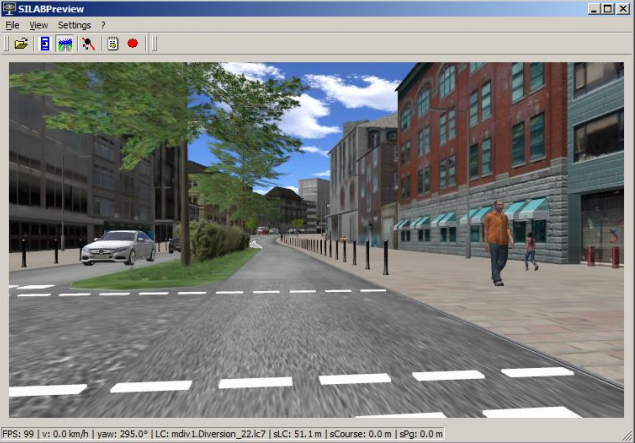 SILABPreview
File View Settings ?
FPS: 99 | v: 0.0 km/h | yaw: 295.0° | LC: mdiv1.Diversion_22.lc7 | sLC: 51.1 m | sCourse: 0.0 m | sPg: 0.0 m